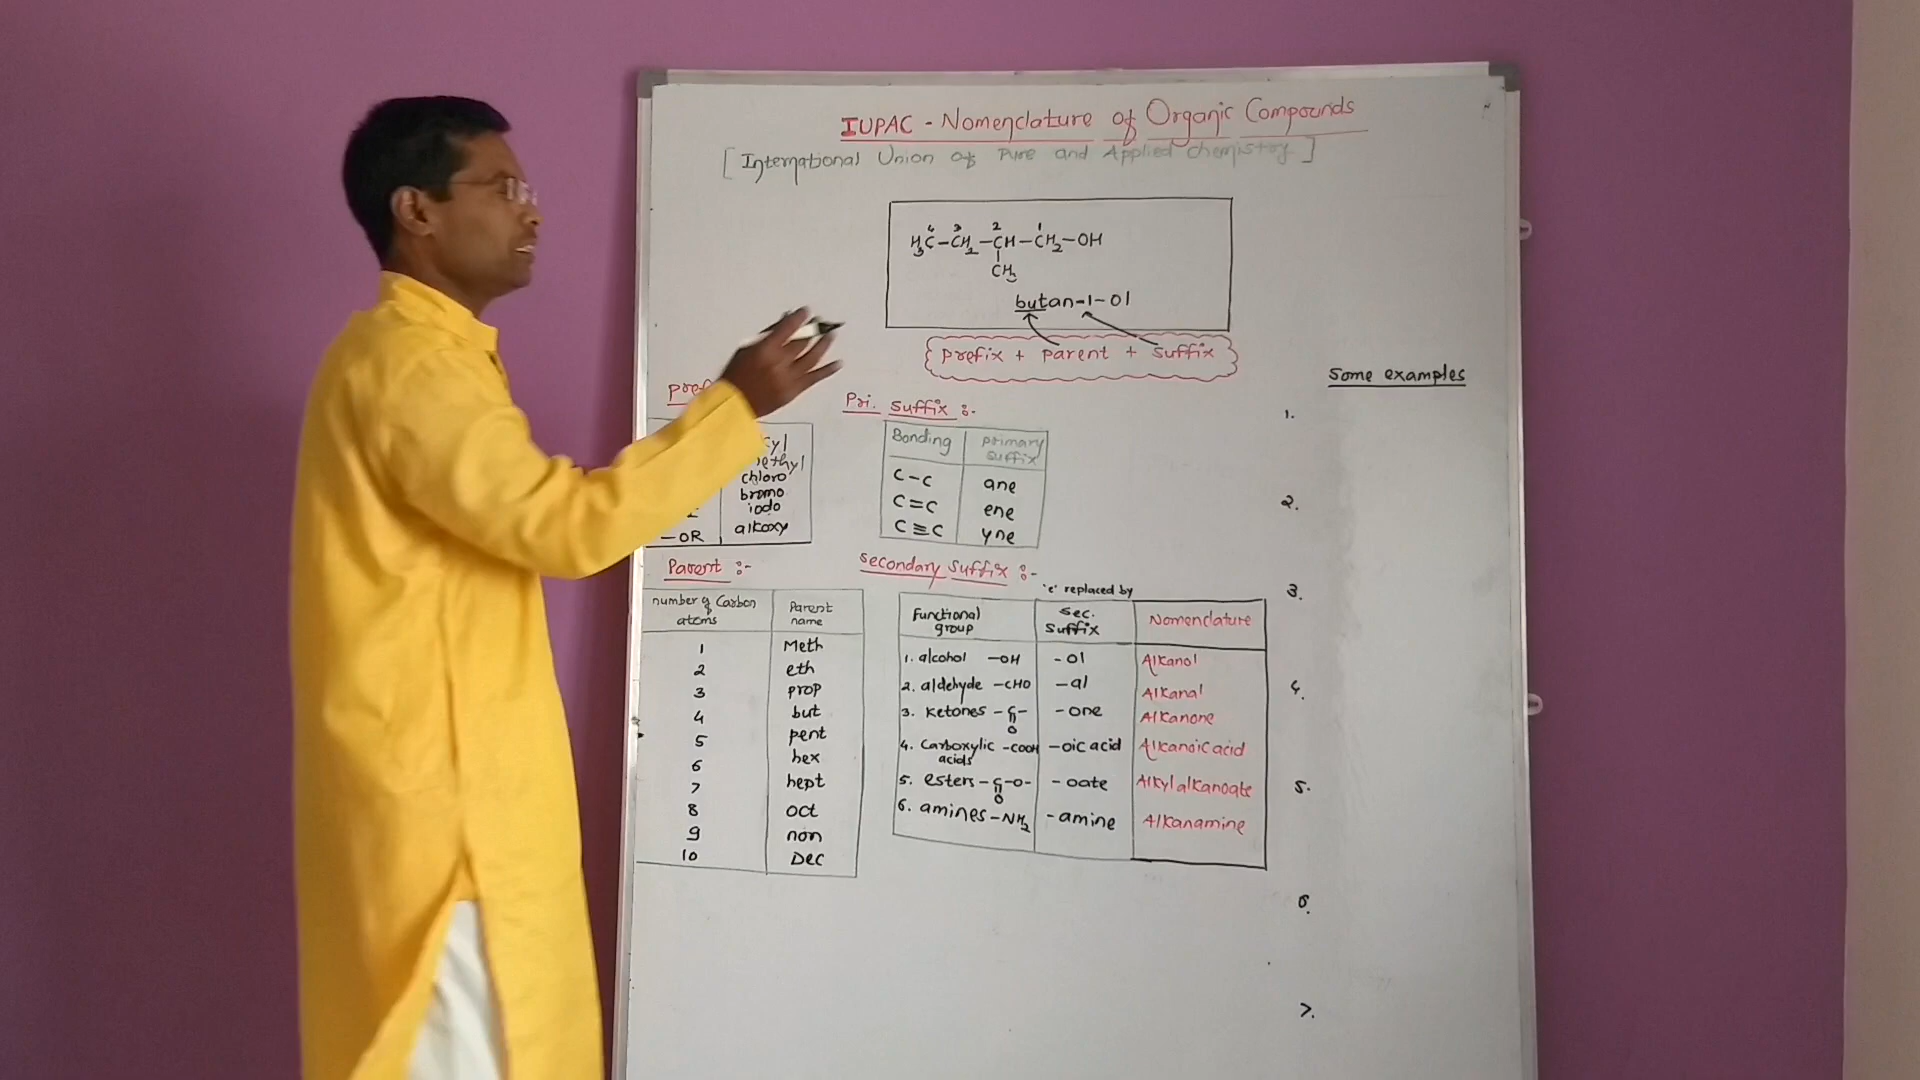 IUPAC - Nomenclature of Organic Compounds
[ International Union of Pure and Applied chemistry ]
4 3 2 1
H3C-CH2-CH-CH2-OH
|
CH3
butan-1-ol
prefix + parent + suffix
Some examples
1.
2.
3.
4.
5.
6.
7.
Pri. Suffix :-
Bonding | primary suffix
C-C | ane
C=C | ene
C≡C | yne
chloro
bromo
iodo
-OR | alkoxy
Parent :-
number of Carbon atoms | Parent name
1 | Meth
2 | eth
3 | prop
4 | but
5 | pent
6 | hex
7 | hept
8 | oct
9 | non
10 | Dec
Secondary Suffix :-
'e' replaced by
Functional group | Sec. Suffix | Nomenclature
1. alcohol -OH | -ol | Alkanol
2. aldehyde -CHO | -al | Alkanal
3. Ketones -C- | -one | Alkanone
O
4. Carboxylic acids -COOH | -oic acid | Alkanoic acid
5. esters -C-O- | -oate | Alkylalkanoate
O
6. amines -NH2 | -amine | Alkanamine